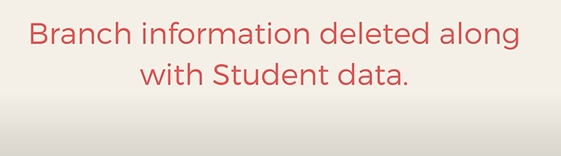 Branch information deleted along
with Student data.